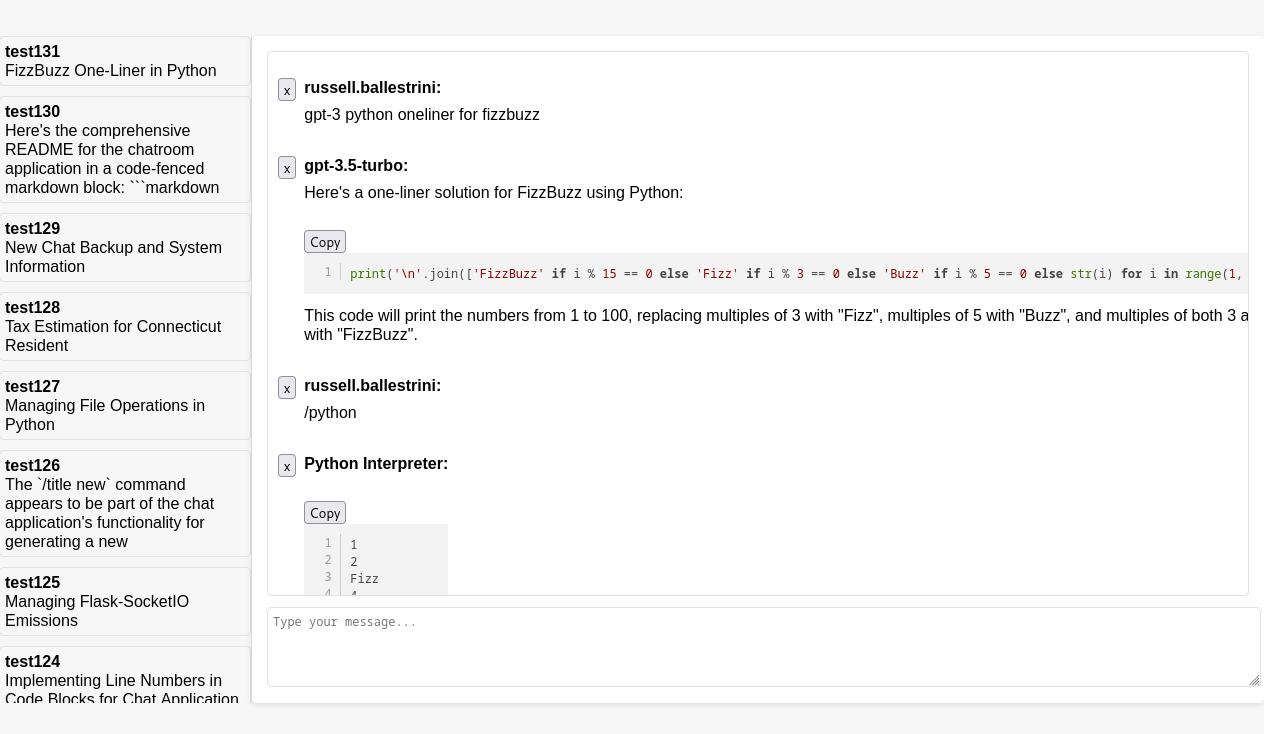 test131
FizzBuzz One-Liner in Python
test130
Here's the comprehensive
README for the chatroom
application in a code-fenced
markdown block: ```markdown
test129
New Chat Backup and System
Information
test128
Tax Estimation for Connecticut
Resident
test127
Managing File Operations in
Python
test126
The `/title new` command
appears to be part of the chat
application's functionality for
generating a new
test125
Managing Flask-SocketIO
Emissions
test124
Implementing Line Numbers in
Code Blocks for Chat Application
x russell.ballestrini:
gpt-3 python oneliner for fizzbuzz
x gpt-3.5-turbo:
Here's a one-liner solution for FizzBuzz using Python:
Copy
1 print('\n'.join(['FizzBuzz' if i % 15 == 0 else 'Fizz' if i % 3 == 0 else 'Buzz' if i % 5 == 0 else str(i) for i in range(1,
This code will print the numbers from 1 to 100, replacing multiples of 3 with "Fizz", multiples of 5 with "Buzz", and multiples of both 3 a
with "FizzBuzz".
x russell.ballestrini:
/python
x Python Interpreter:
Copy
1 1
2 2
3 Fizz
4 4
Type your message...